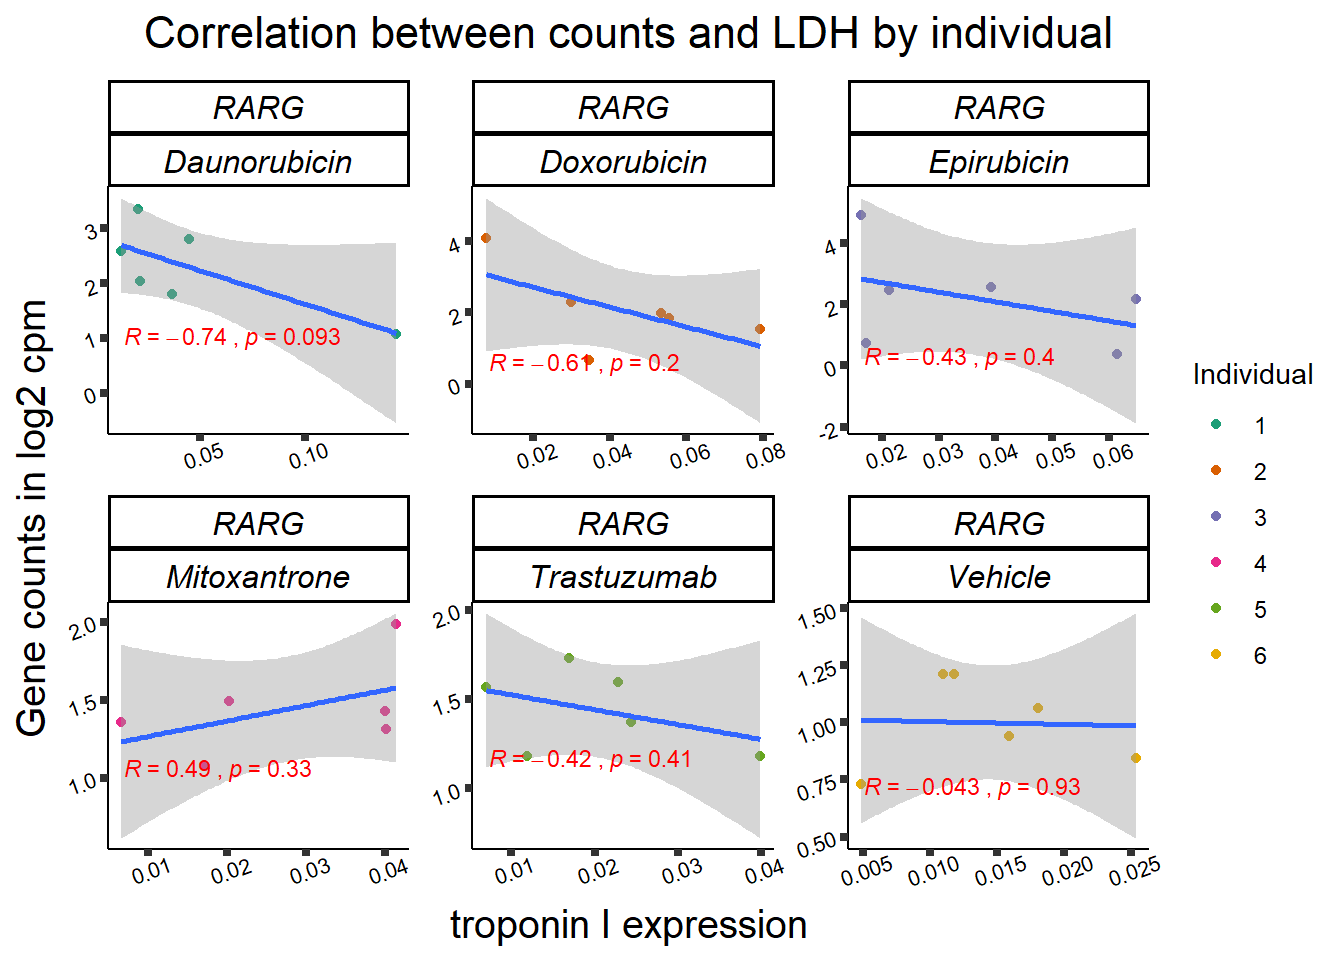 Correlation between counts and LDH by individual
RARG RARG RARG
Daunorubicin Doxorubicin Epirubicin
3
2
1
0
R = −0.74 , p = 0.093
0.05 0.10
4
2
0
R = −0.61 , p = 0.2
0.02 0.04 0.06 0.08
4
2
0
-2
R = −0.43 , p = 0.4
0.02 0.03 0.04 0.05 0.06
RARG RARG RARG
Mitoxantrone Trastuzumab Vehicle
2.0
1.5
1.0
R = 0.49 , p = 0.33
0.01 0.02 0.03 0.04
2.0
1.5
1.0
R = −0.42 , p = 0.41
0.01 0.02 0.03 0.04
1.50
1.25
1.00
0.75
0.50
R = −0.043 , p = 0.93
0.005 0.010 0.015 0.020 0.025
Gene counts in log2 cpm
troponin I expression
Individual
1
2
3
4
5
6